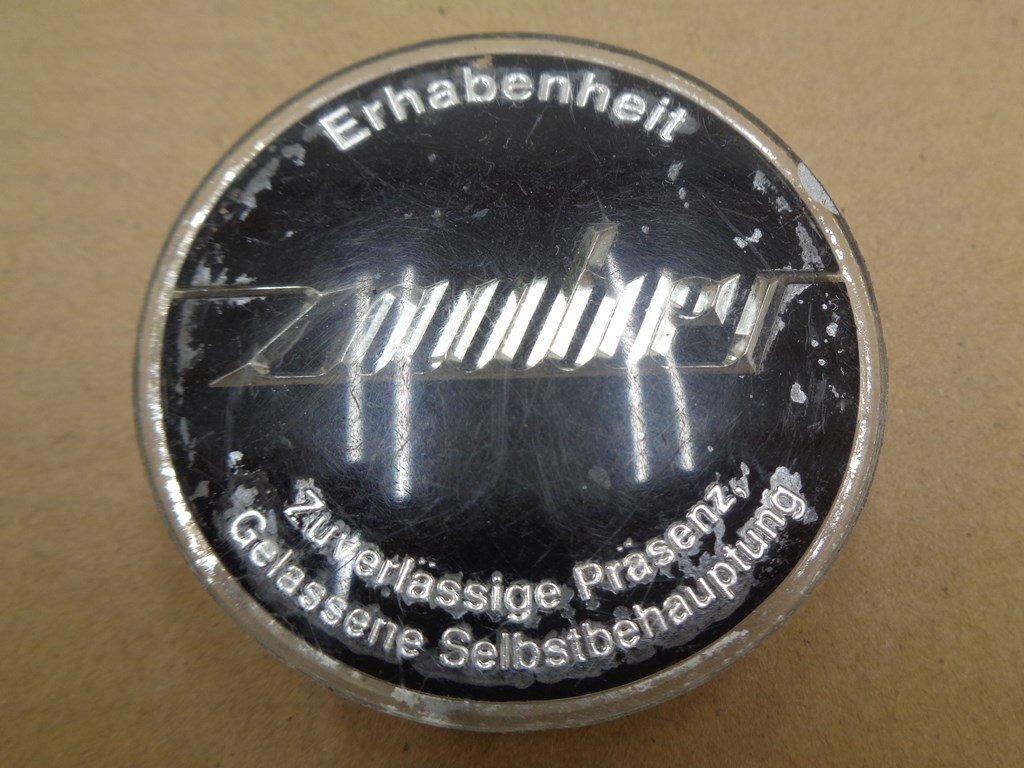 Erhabenheit
Zuverlässige Präsenz,
Gelassene Selbstbehauptung